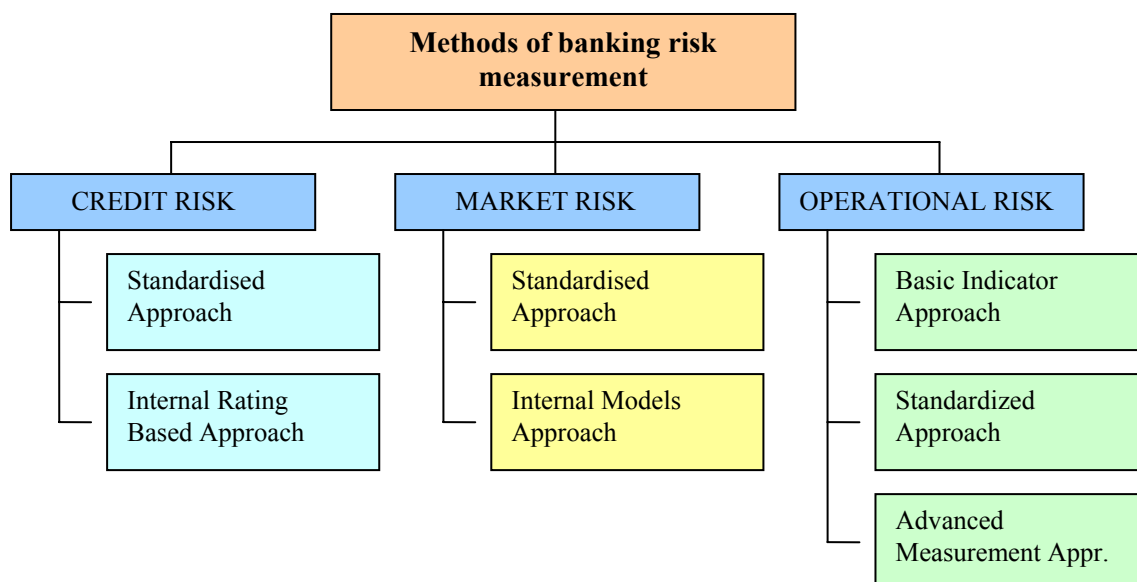 Methods of banking risk
measurement
CREDIT RISK
MARKET RISK
OPERATIONAL RISK
Standardised
Approach
Standardised
Approach
Basic Indicator
Approach
Internal Rating
Based Approach
Internal Models
Approach
Standardized
Approach
Advanced
Measurement Appr.